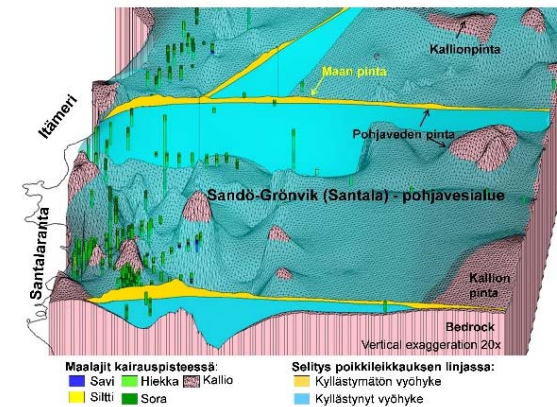 Kallionpinta
Maan pinta
Itämeri
Pohjaveden pinta
Sandö-Grönvik (Santala) - pohjavesialue
Santalaranta
Kallion
pinta
Bedrock
Vertical exaggeration 20x
Maalajit kairauspisteessä:
Savi
Hiekka
Kallio
Siltti
Sora
Selitys poikkileikkauksen linjassa:
Kyllästymätön vyöhyke
Kyllästynyt vyöhyke